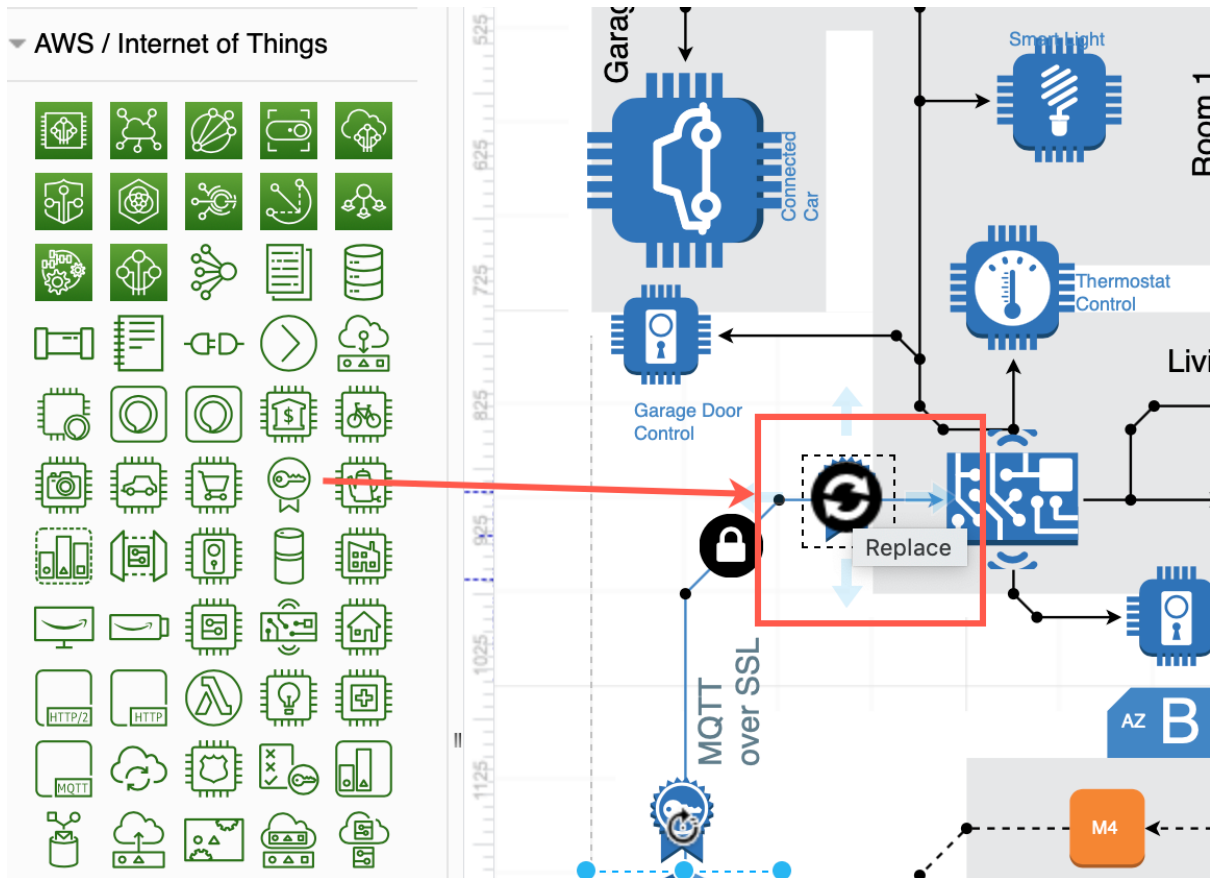 AWS / Internet of Things
HTTP/2
HTTP
MQTT
525
625
725
825
925
1025
1125
Garag
Connected
Car
Smart Light
Room 1
Thermostat
Control
Livi
Garage Door
Control
Replace
MQTT
over SSL
AZ
B
M4